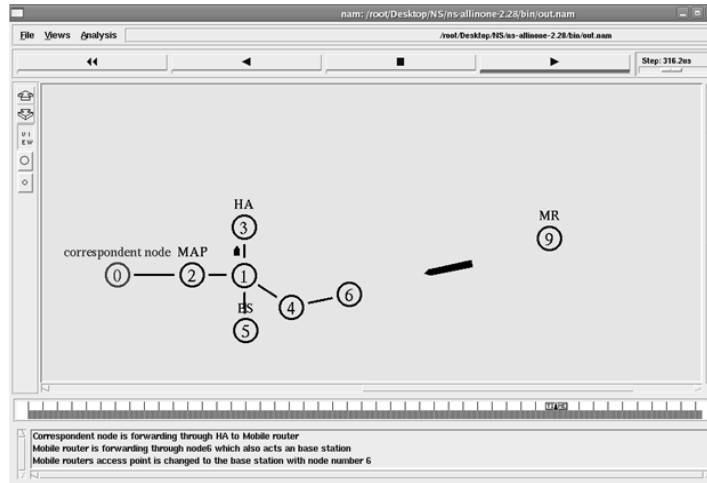 nam: /root/Desktop/NS/ns-allinone-2.28/bin/out.nam
File Views Analysis /root/Desktop/NS/ns-allinone-2.28/bin/out.nam
Step: 316.2us
VI
EW
HA
3
MR
9
correspondent node MAP
0 2 1
6
4
BS
5
Correspondent node is forwarding through HA to Mobile router
Mobile router is forwarding through node6 which also acts an base station
Mobile routers access point is changed to the base station with node number 6